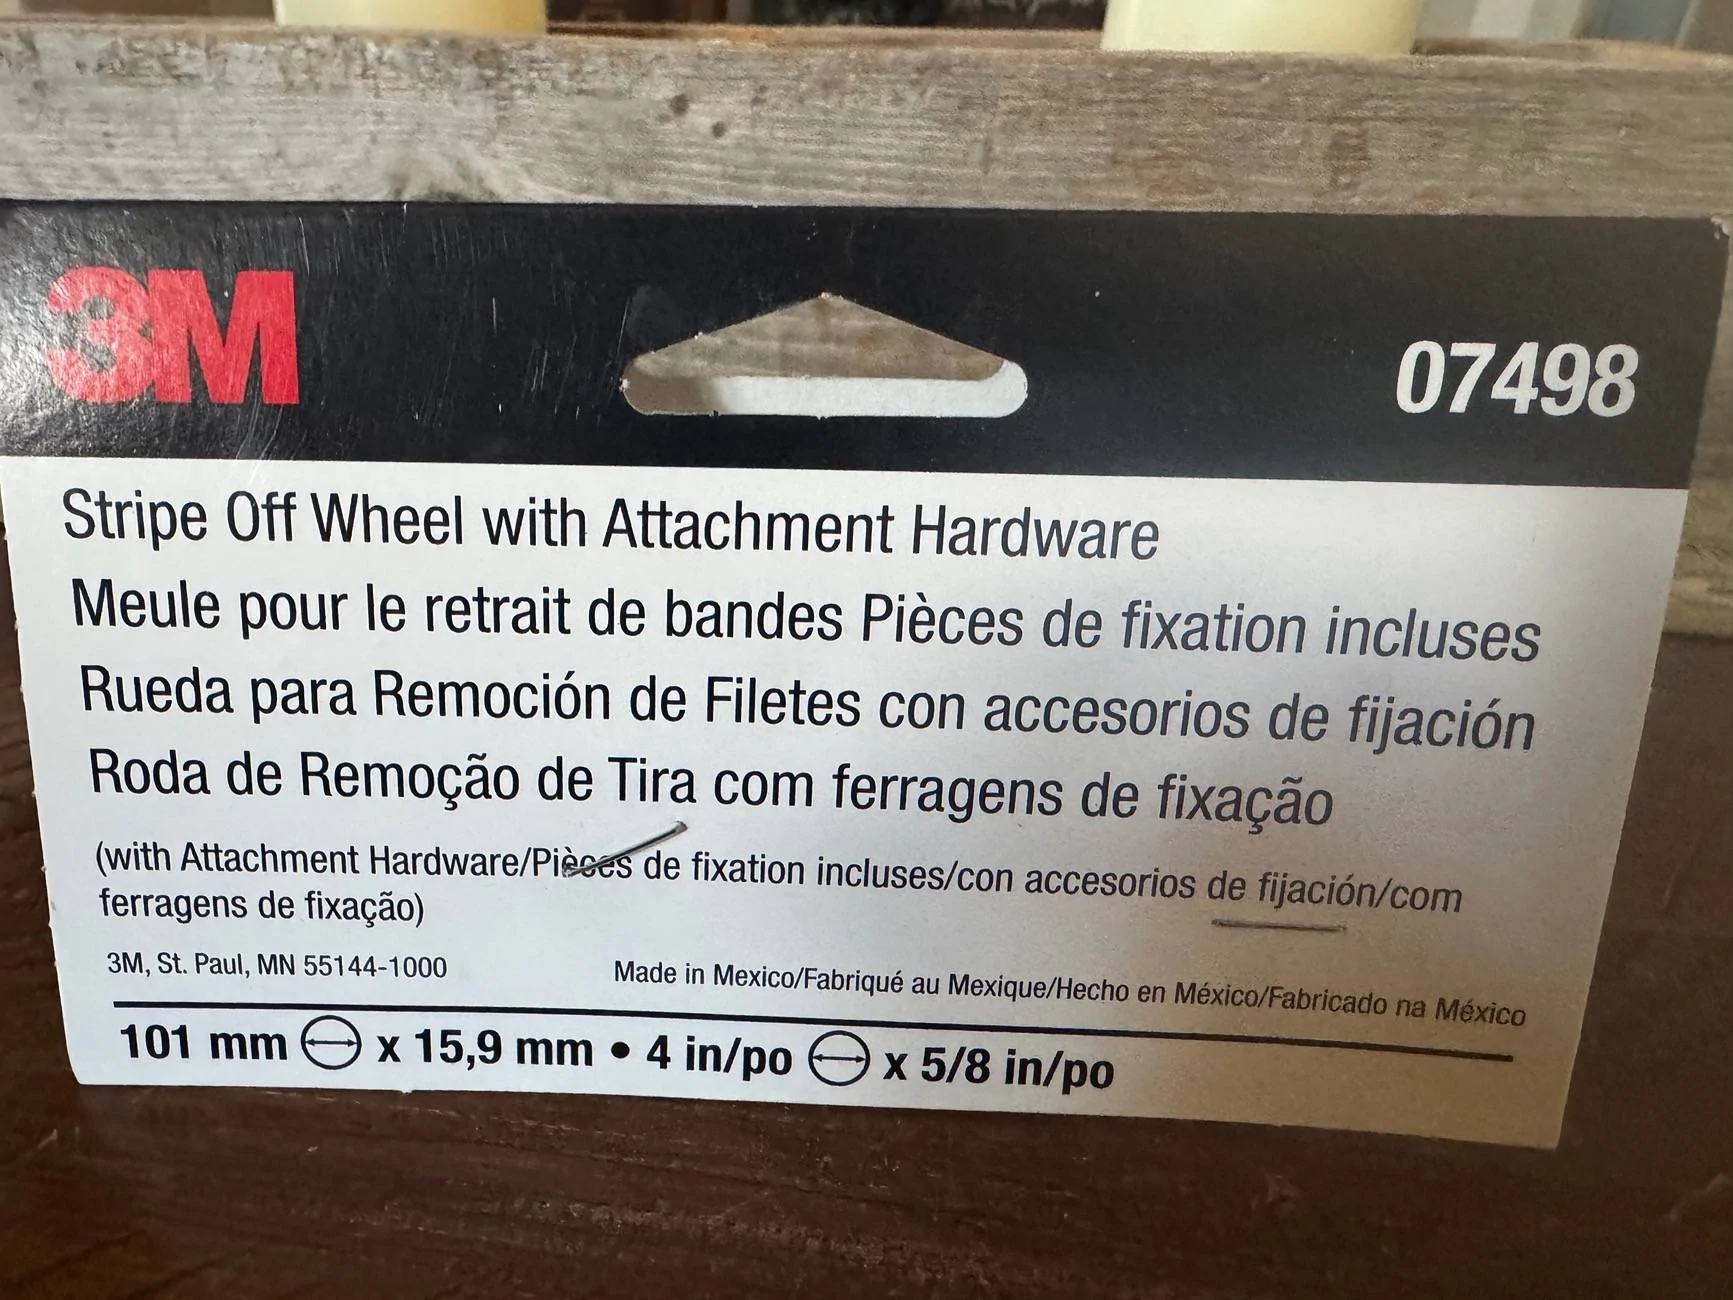 3M
07498
Stripe Off Wheel with Attachment Hardware
Meule pour le retrait de bandes Pièces de fixation incluses
Rueda para Remoción de Filetes con accesorios de fijación
Roda de Remoção de Tira com ferragens de fixação
(with Attachment Hardware/Pièces de fixation incluses/con accesorios de fijación/com
ferragens de fixação)
3M, St. Paul, MN 55144-1000
Made in Mexico/Fabriqué au Mexique/Hecho en México/Fabricado na México
101 mm x 15,9 mm • 4 in/po x 5/8 in/po